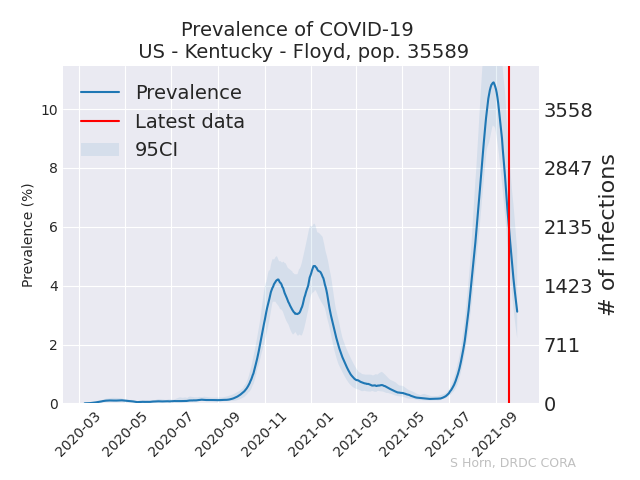 Prevalence of COVID-19
US - Kentucky - Floyd, pop. 35589
Prevalence
Latest data
95CI
Prevalence (%)
10
8
6
4
2
0
3558
2847
2135
1423
711
0
# of infections
2020-03
2020-05
2020-07
2020-09
2020-11
2021-01
2021-03
2021-05
2021-07
2021-09
S Horn, DRDC CORA